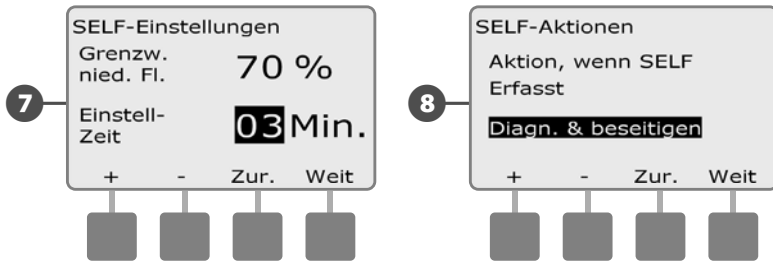 7
SELF-Einstellungen
Grenzw.
nied. Fl.
70 %
Einstell-
Zeit
03 Min.
+ - Zur. Weit
8
SELF-Aktionen
Aktion, wenn SELF
Erfasst
Diagn. & beseitigen
+ - Zur. Weit